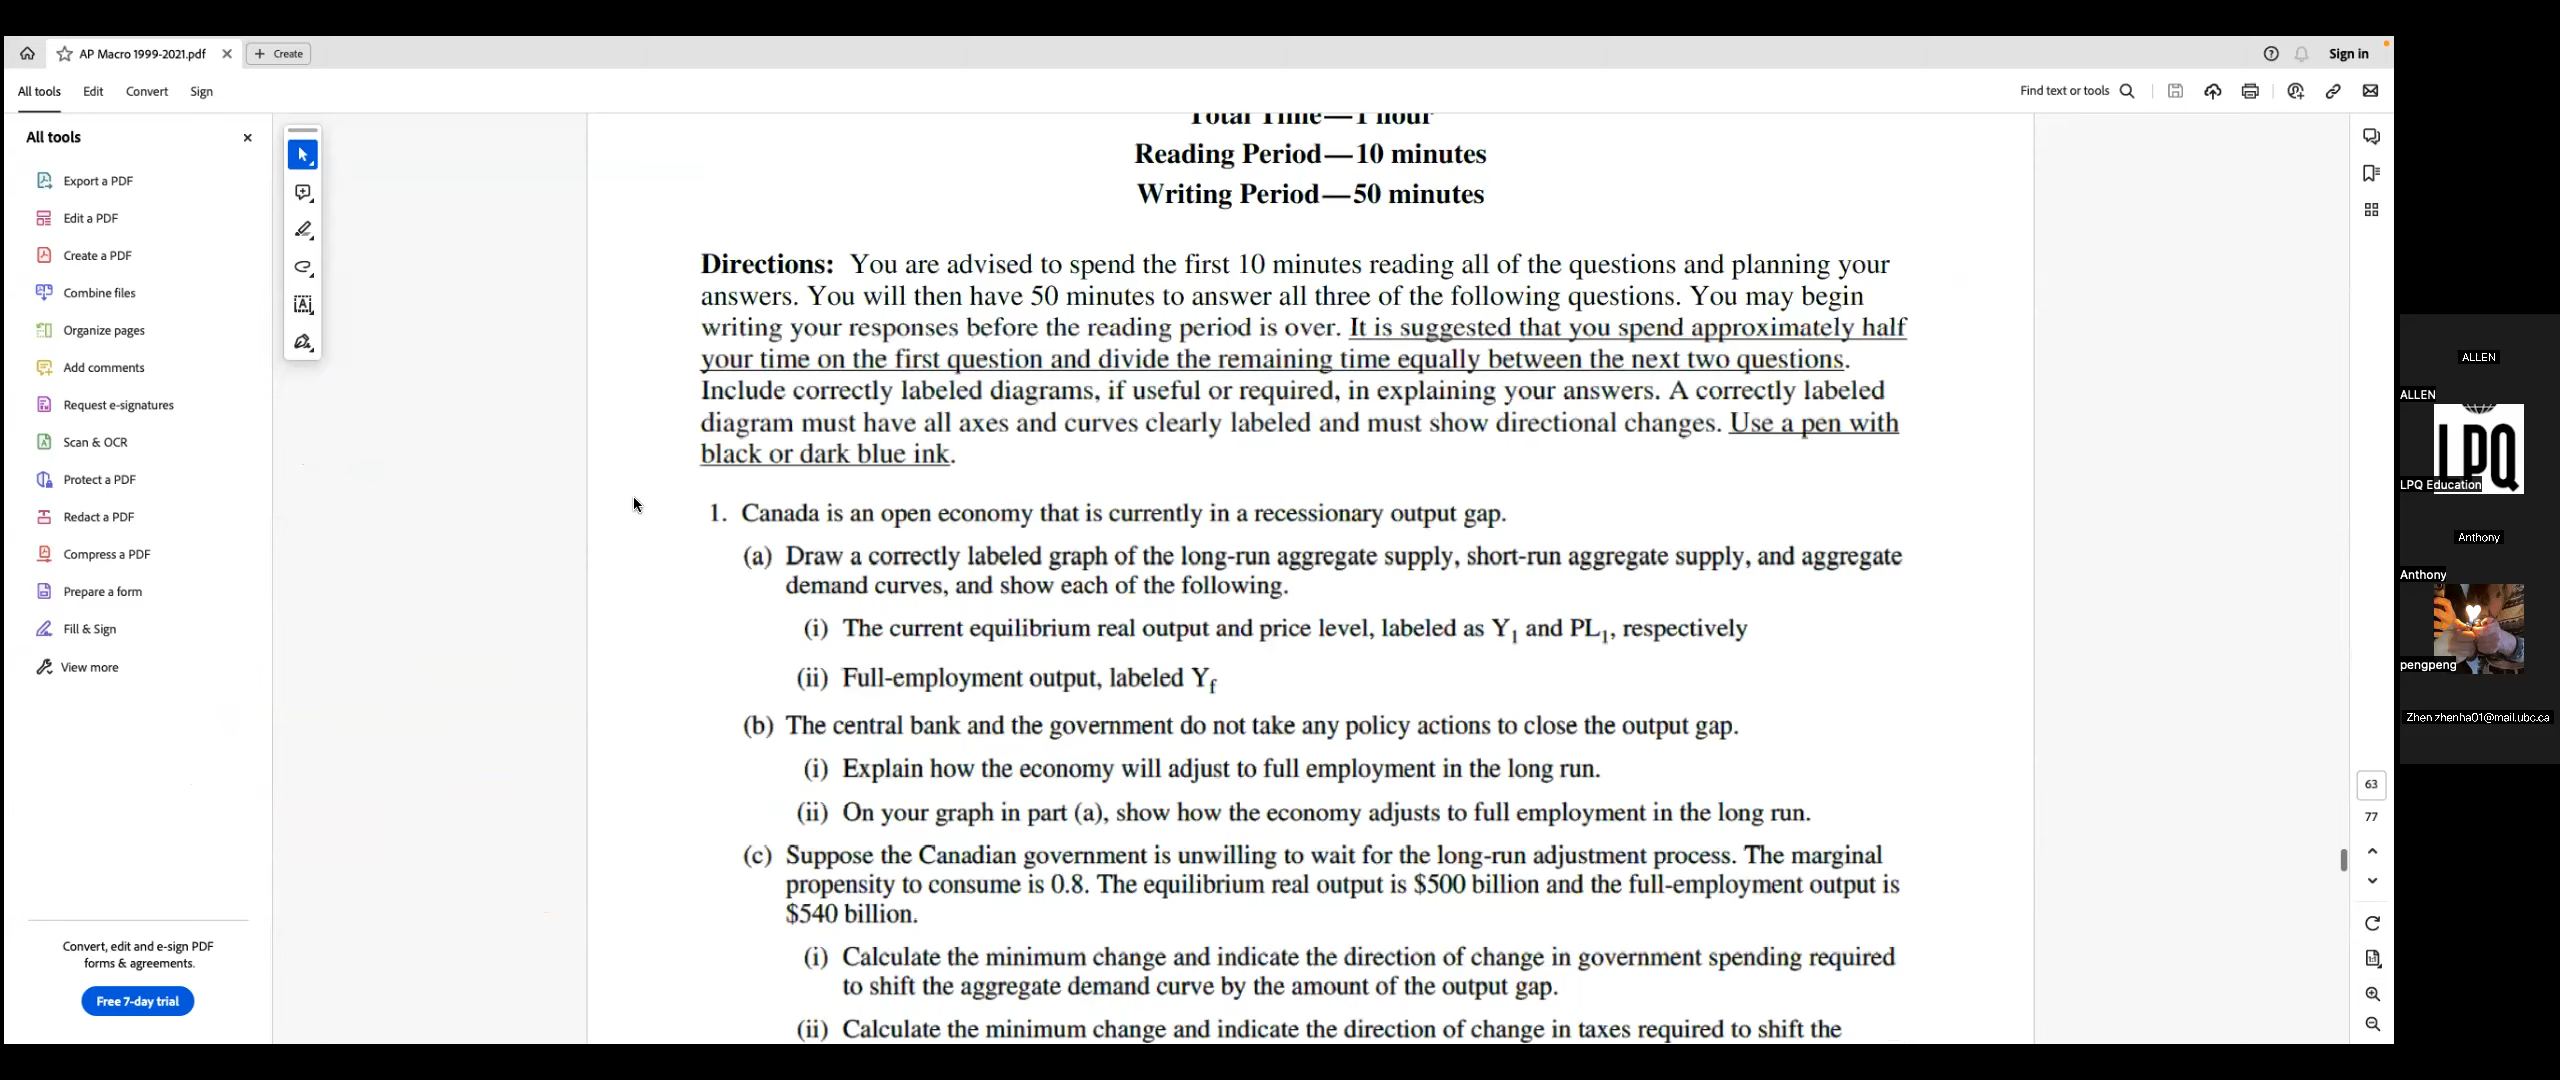 AP Macro 1999-2021.pdf
Create
Sign in
All tools
Edit
Convert
Sign
Find text or tools
All tools
Export a PDF
Edit a PDF
Create a PDF
Combine files
Organize pages
Add comments
Request e-signatures
Scan & OCR
Protect a PDF
Redact a PDF
Compress a PDF
Prepare a form
Fill & Sign
View more
Convert, edit and e-sign PDF
forms & agreements.
Free 7-day trial
Total Time—1 hour
Reading Period—10 minutes
Writing Period—50 minutes
Directions: You are advised to spend the first 10 minutes reading all of the questions and planning your
answers. You will then have 50 minutes to answer all three of the following questions. You may begin
writing your responses before the reading period is over. It is suggested that you spend approximately half
your time on the first question and divide the remaining time equally between the next two questions.
Include correctly labeled diagrams, if useful or required, in explaining your answers. A correctly labeled
diagram must have all axes and curves clearly labeled and must show directional changes. Use a pen with
black or dark blue ink.
1. Canada is an open economy that is currently in a recessionary output gap.
(a) Draw a correctly labeled graph of the long-run aggregate supply, short-run aggregate supply, and aggregate
demand curves, and show each of the following.
(i) The current equilibrium real output and price level, labeled as Y1 and PL1, respectively
(ii) Full-employment output, labeled Yf
(b) The central bank and the government do not take any policy actions to close the output gap.
(i) Explain how the economy will adjust to full employment in the long run.
(ii) On your graph in part (a), show how the economy adjusts to full employment in the long run.
(c) Suppose the Canadian government is unwilling to wait for the long-run adjustment process. The marginal
propensity to consume is 0.8. The equilibrium real output is $500 billion and the full-employment output is
$540 billion.
(i) Calculate the minimum change and indicate the direction of change in government spending required
to shift the aggregate demand curve by the amount of the output gap.
(ii) Calculate the minimum change and indicate the direction of change in taxes required to shift the
63
77
ALLEN
ALLEN
LPQ
LPQ Education
Anthony
Anthony
pengpeng
Zhen zhenha01@mail.ubc.ca